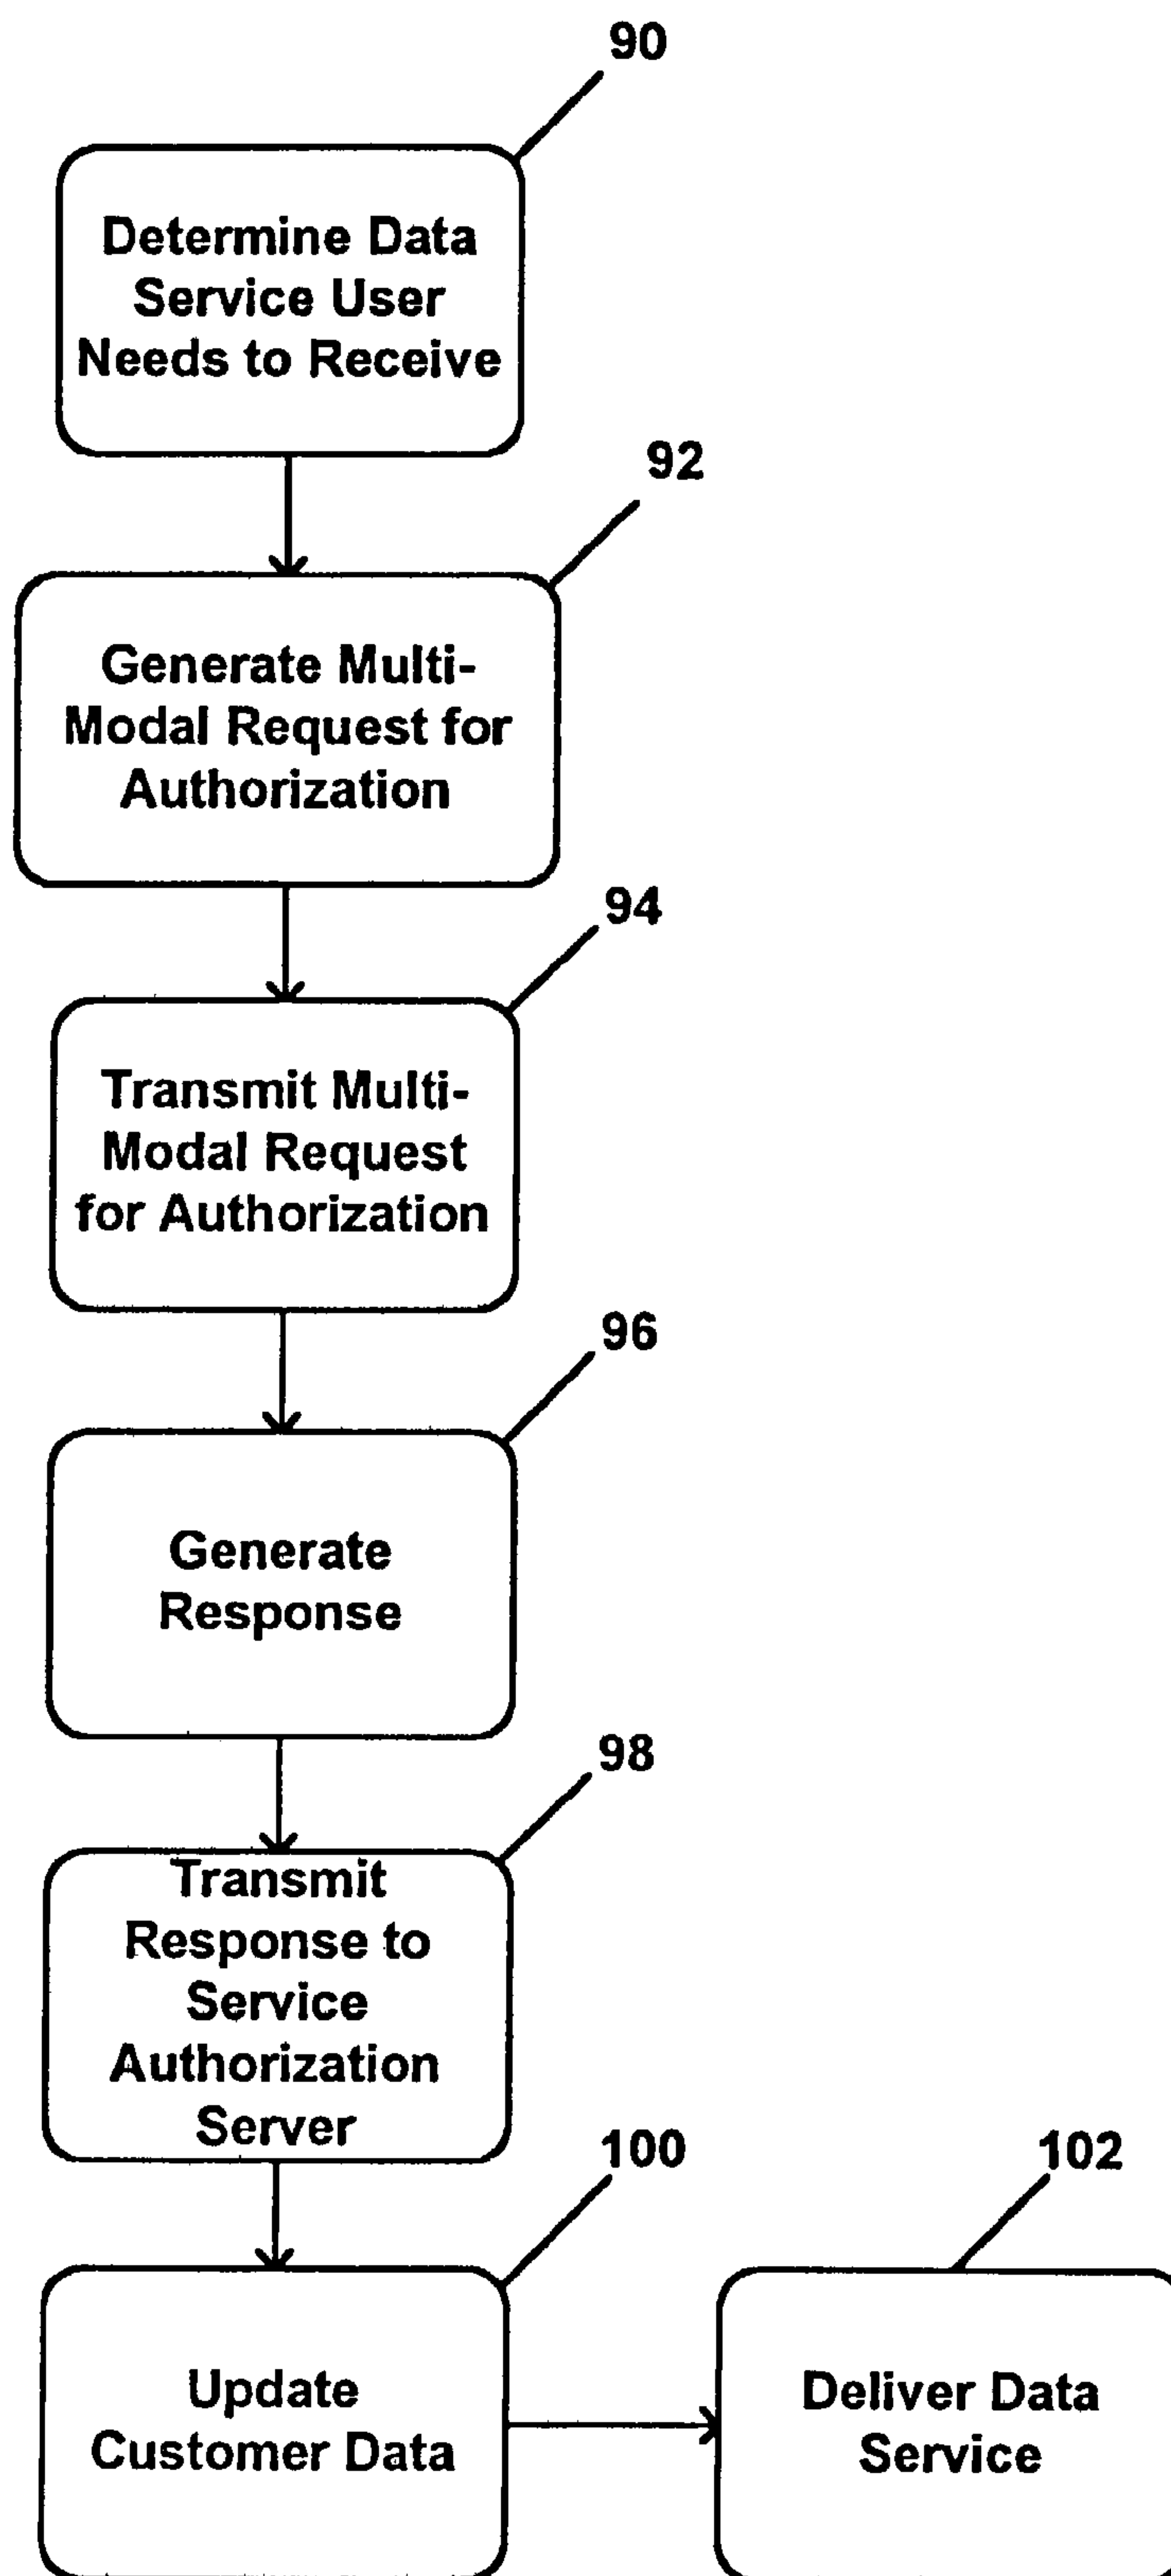 90
Determine Data
Service User
Needs to Receive
92
Generate Multi-
Modal Request for
Authorization
94
Transmit Multi-
Modal Request
for Authorization
96
Generate
Response
98
Transmit
Response to
Service
Authorization
Server
100
Update
Customer Data
102
Deliver Data
Service